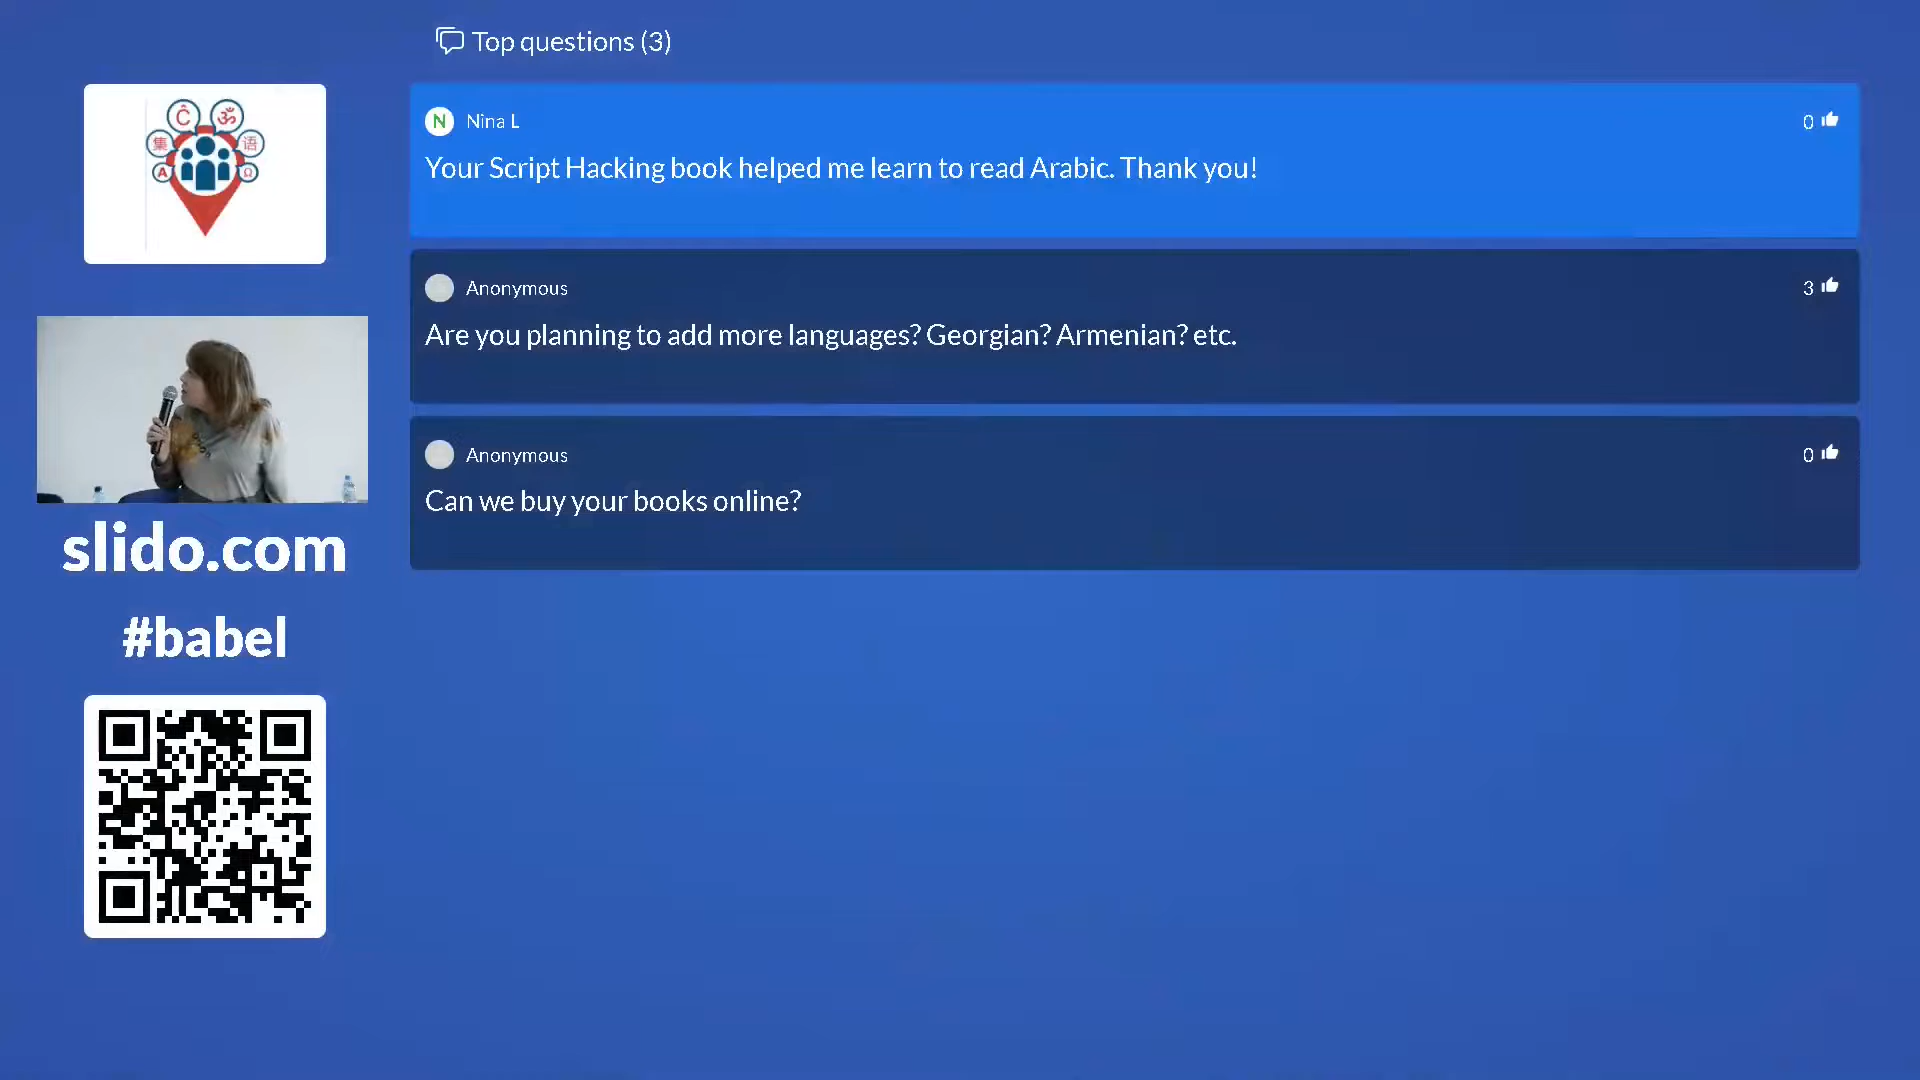 Top questions (3)
Ĉ
ॐ
集
语
A
Ω
Nina L
0
Your Script Hacking book helped me learn to read Arabic. Thank you!
Anonymous
3
Are you planning to add more languages? Georgian? Armenian? etc.
Anonymous
0
Can we buy your books online?
slido.com
#babel